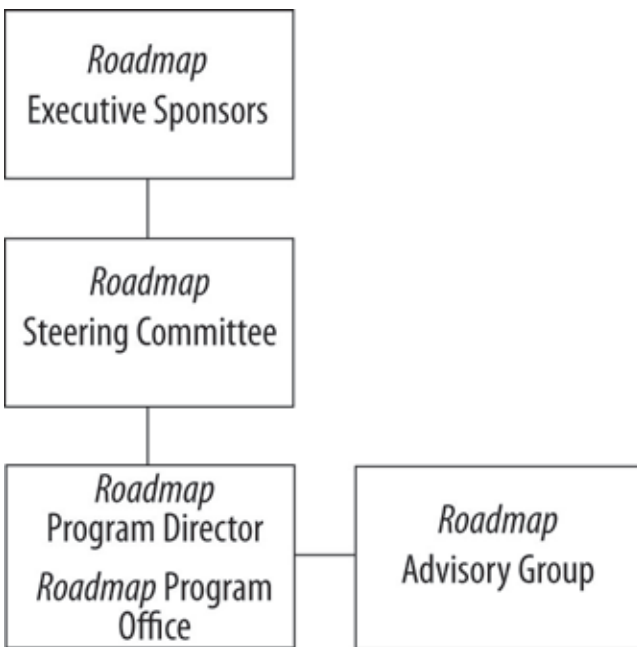 Roadmap
Executive Sponsors
Roadmap
Steering Committee
Roadmap
Program Director
Roadmap Program
Office
Roadmap
Advisory Group